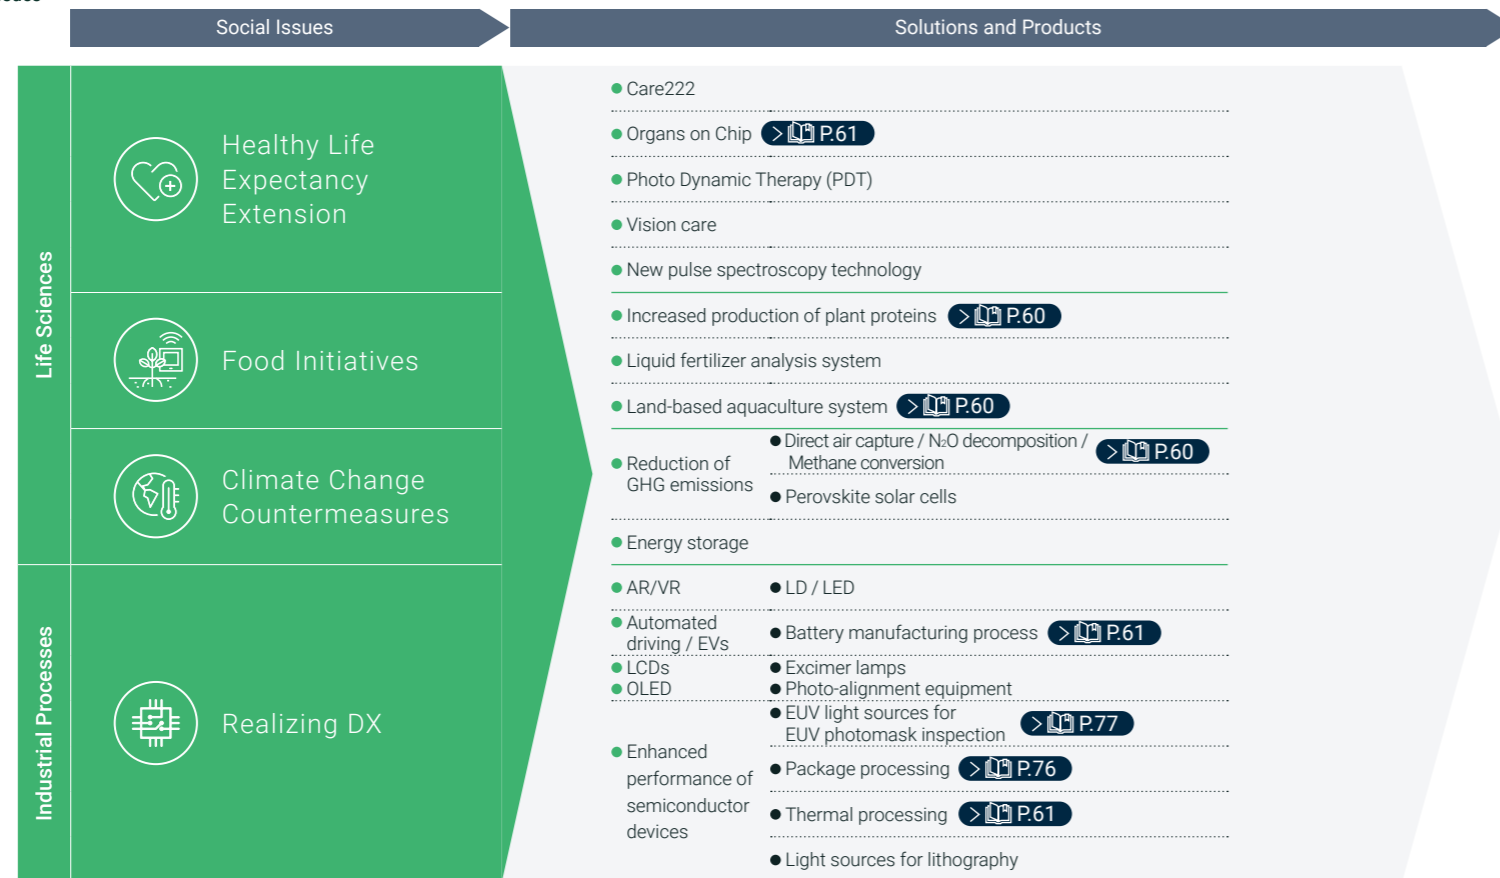 Social Issues
Solutions and Products
Life Sciences
Healthy Life
Expectancy
Extension
Care222
Organs on Chip > P.61
Photo Dynamic Therapy (PDT)
Vision care
New pulse spectroscopy technology
Food Initiatives
Increased production of plant proteins > P.60
Liquid fertilizer analysis system
Land-based aquaculture system > P.60
Climate Change
Countermeasures
Reduction of
GHG emissions
Direct air capture / N₂O decomposition /
Methane conversion > P.60
Perovskite solar cells
Energy storage
Industrial Processes
Realizing DX
AR/VR
LD / LED
Automated
driving / EVs
Battery manufacturing process > P.61
LCDs
OLED
Excimer lamps
Photo-alignment equipment
Enhanced
performance of
semiconductor
devices
EUV light sources for
EUV photomask inspection > P.77
Package processing > P.76
Thermal processing > P.61
Light sources for lithography